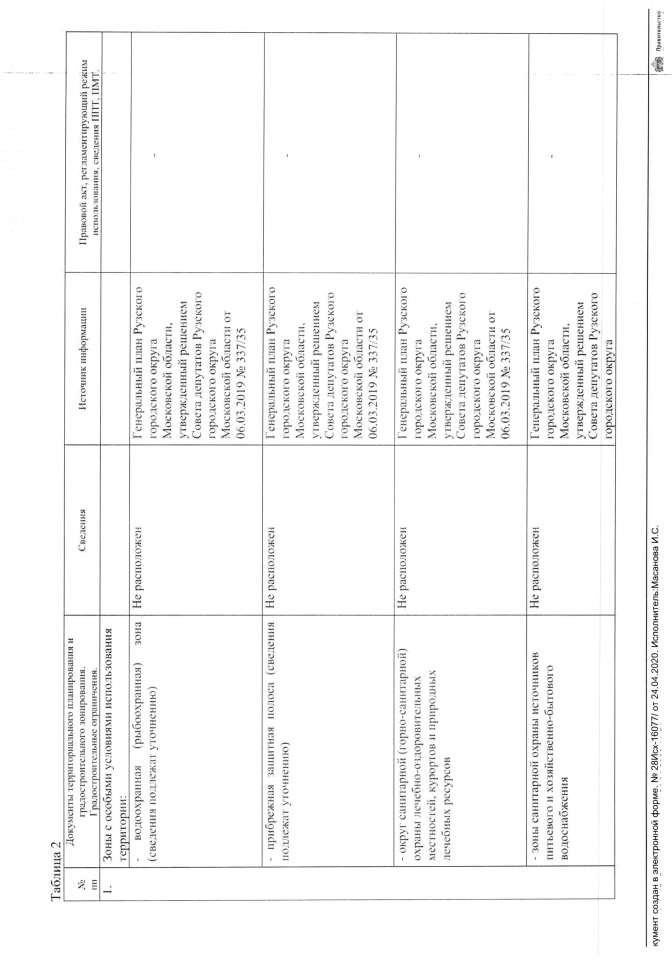 Таблица 2
№
пп
Документы территориального планирования и
градостроительного зонирования.
Градостроительные ограничения.
Сведения
Источник информации
Правовой акт, регламентирующий режим
использования, сведения ППТ, ПМТ.
1.
Зоны с особыми условиями использования
территории:
- водоохранная (рыбоохранная) зона
(сведения подлежат уточнению)
Не расположен
Генеральный план Рузского
городского округа
Московской области,
утвержденный решением
Совета депутатов Рузского
городского округа
Московской области от
06.03.2019 № 337/35
-
- прибрежная защитная полоса (сведения
подлежат уточнению)
Не расположен
Генеральный план Рузского
городского округа
Московской области,
утвержденный решением
Совета депутатов Рузского
городского округа
Московской области от
06.03.2019 № 337/35
-
- округ санитарной (горно-санитарной)
охраны лечебно-оздоровительных
местностей, курортов и природных
лечебных ресурсов
Не расположен
Генеральный план Рузского
городского округа
Московской области,
утвержденный решением
Совета депутатов Рузского
городского округа
Московской области от
06.03.2019 № 337/35
-
- зоны санитарной охраны источников
питьевого и хозяйственно-бытового
водоснабжения
Не расположен
Генеральный план Рузского
городского округа
Московской области,
утвержденный решением
Совета депутатов Рузского
городского округа
-
кумент создан в электронной форме. № 28Исх-16077/ от 24.04.2020. Исполнитель:Масанова И.С.
Правительство